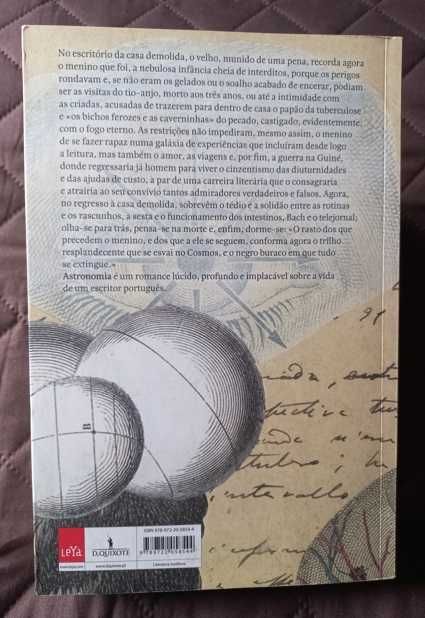 No escritório da casa demolida, o velho, munido de uma pena, recorda agora
o menino que foi, a nebulosa infância cheia de interditos, porque os perigos
rondavam e, se não eram os gelados ou o soalho acabado de encerar, podiam
ser as visitas do tio-anjo, morto aos três anos, ou até a intimidade com
as criadas, acusadas de trazerem para dentro de casa o papão da tuberculose
e «os bichos ferozes e as caverninhas» do pecado, castigado, evidentemente,
com o fogo eterno. As restrições não impediram, mesmo assim, o menino
de se fazer rapaz numa galáxia de experiências que incluíram desde logo
a leitura, mas também o amor, as viagens e, por fim, a guerra na Guiné,
donde regressaria já homem para viver o cinzentismo das diuturnidades
e das ajudas de custo, a par de uma carreira literária que o consagraria
e atrairia ao seu convívio tantos admiradores verdadeiros e falsos. Agora,
no regresso à casa demolida, sobrevêm o tédio e a solidão entre as rotinas
e os rascunhos, a sesta e o funcionamento dos intestinos, Bach e o telejornal;
olha-se para trás, pensa-se na morte e, enfim, dorme-se: «O rasto dos que
precedem o menino, e dos que a ele se seguem, conforma agora o trilho
resplandecente que se esvai no Cosmos, e o negro buraco em que tudo
se extingue.»
Astronomia é um romance lúcido, profundo e implacável sobre a vida
de um escritor português.
B
LeYa
D.QUIXOTE
ISBN 978-972-20-5854-4
9 789722 058544